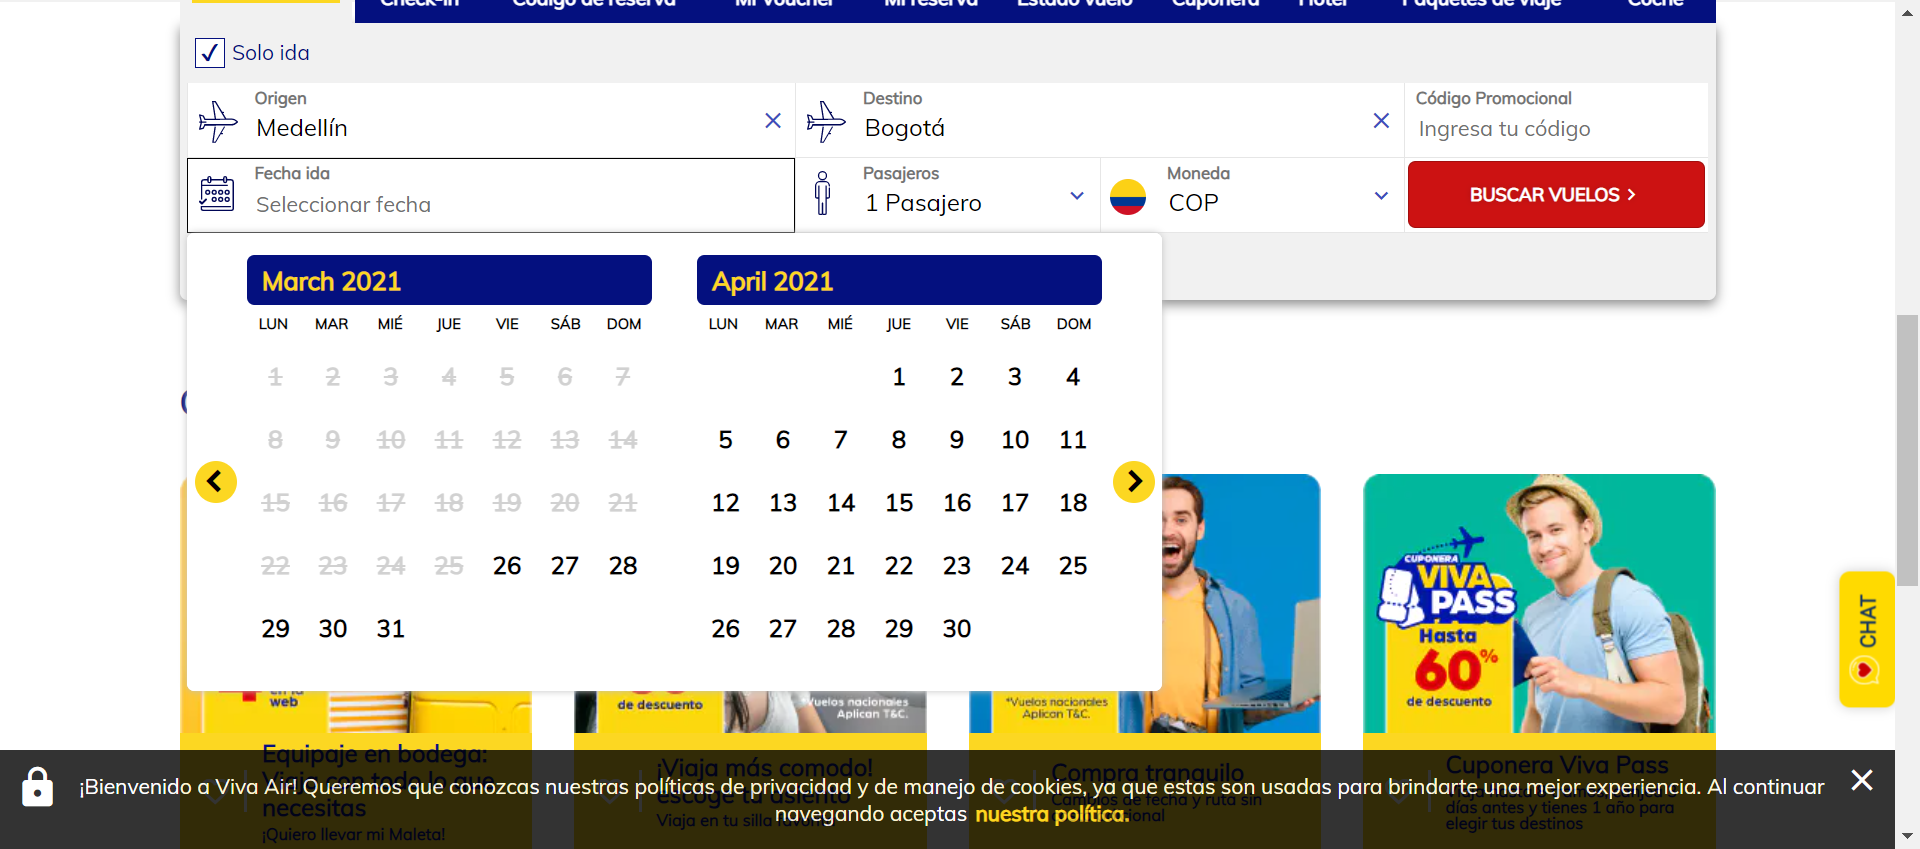 Check-in Código de reserva Mi voucher Mi reserva Estado vuelo Cuponera Hotel Paquetes de viaje Coche
Solo ida
Origen
Medellín
Destino
Bogotá
Código Promocional
Ingresa tu código
Fecha ida
Seleccionar fecha
Pasajeros
1 Pasajero
Moneda
COP
BUSCAR VUELOS >
March 2021
LUN MAR MIÉ JUE VIE SÁB DOM
1 2 3 4 5 6 7
8 9 10 11 12 13 14
15 16 17 18 19 20 21
22 23 24 25 26 27 28
29 30 31
April 2021
LUN MAR MIÉ JUE VIE SÁB DOM
1 2 3 4
5 6 7 8 9 10 11
12 13 14 15 16 17 18
19 20 21 22 23 24 25
26 27 28 29 30
CUPONERA
VIVA
PASS
Hasta
60%
de descuento
en la
web
de descuento
*Vuelos nacionales
Aplican T&C.
*Vuelos nacionales
Aplican T&C.
CHAT
Equipaje en bodega:
Viaja con todo lo que
necesitas
¡Quiero llevar mi Maleta!
¡Viaja más comodo!
escoge tu asiento
Viaja en tu silla favorita
Compra tranquilo
Cambios de fecha y ruta sin
Cuponera Viva Pass
días antes y tienes 1 año para
elegir tus destinos
¡Bienvenido a Viva Air! Queremos que conozcas nuestras políticas de privacidad y de manejo de cookies, ya que estas son usadas para brindarte una mejor experiencia. Al continuar
navegando aceptas nuestra política.